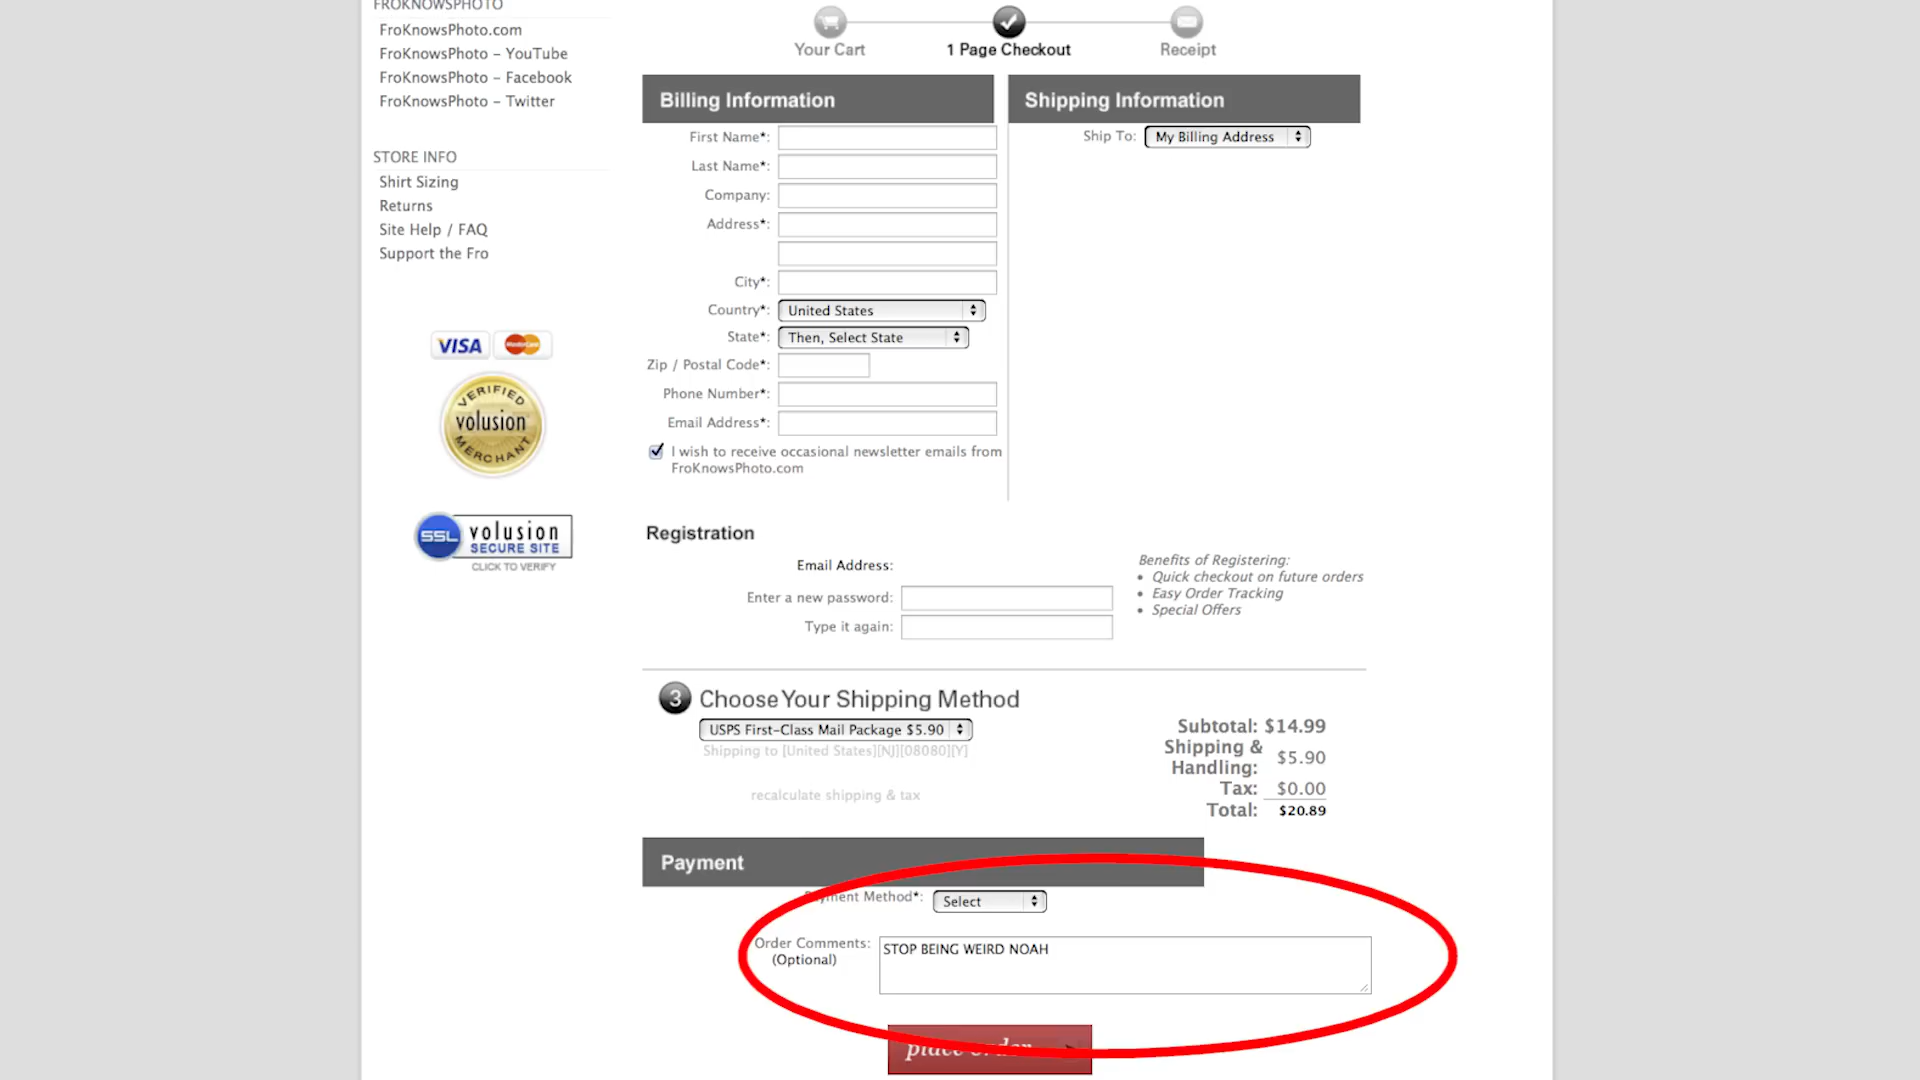 FROKNOWSPHOTO
FroKnowsPhoto.com
FroKnowsPhoto – YouTube
FroKnowsPhoto – Facebook
FroKnowsPhoto – Twitter
STORE INFO
Shirt Sizing
Returns
Site Help / FAQ
Support the Fro
VISA
MasterCard
VERIFIED
volusion
MERCHANT
SSL
volusion
SECURE SITE
CLICK TO VERIFY
Your Cart
1 Page Checkout
Receipt
Billing Information
First Name*:
Last Name*:
Company:
Address*:
City*:
Country*: United States
State*: Then, Select State
Zip / Postal Code*:
Phone Number*:
Email Address*:
I wish to receive occasional newsletter emails from
FroKnowsPhoto.com
Shipping Information
Ship To: My Billing Address
Registration
Email Address:
Enter a new password:
Type it again:
Benefits of Registering:
• Quick checkout on future orders
• Easy Order Tracking
• Special Offers
3 Choose Your Shipping Method
USPS First-Class Mail Package $5.90
Shipping to [United States][NJ][08080][Y]
recalculate shipping & tax
Subtotal: $14.99
Shipping &
Handling: $5.90
Tax: $0.00
Total: $20.89
Payment
Payment Method*: Select
Order Comments:
(Optional)
STOP BEING WEIRD NOAH
place order